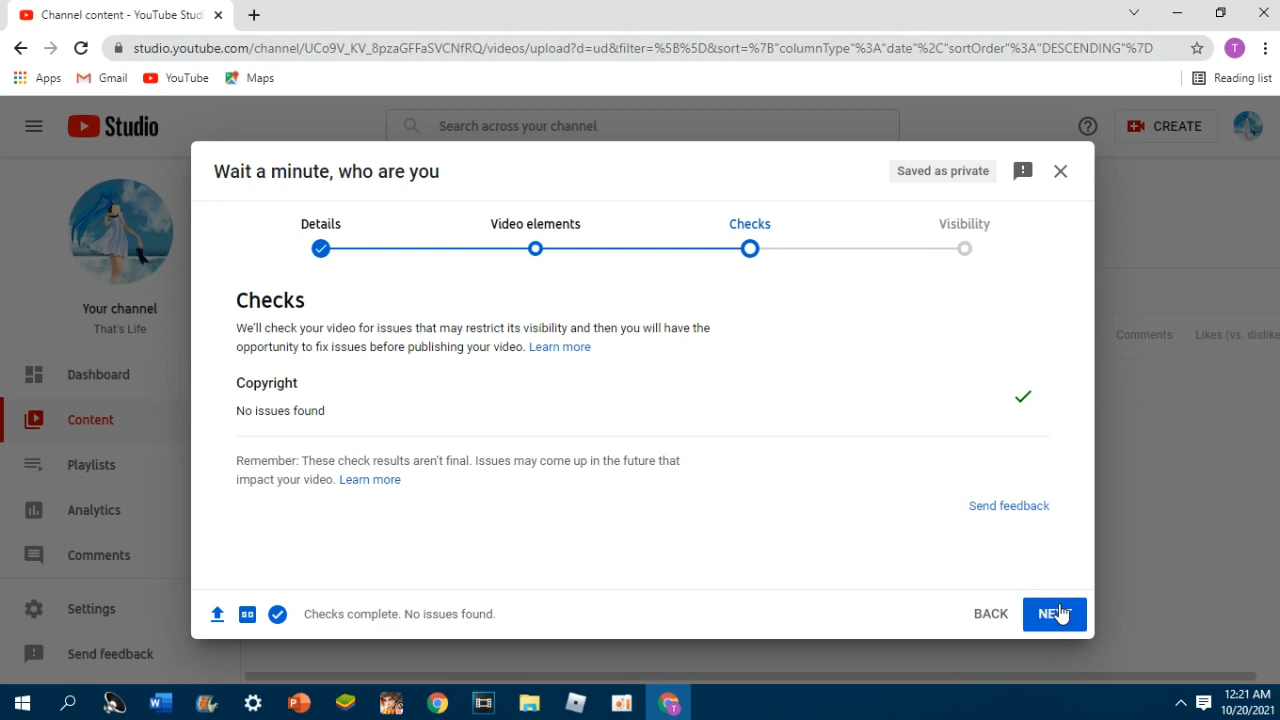 Channel content - YouTube Studi
studio.youtube.com/channel/UCo9V_KV_8pzaGFFaSVCNfRQ/videos/upload?d=ud&filter=%5B%5D&sort=%7B"columnType"%3A"date"%2C"sortOrder"%3A"DESCENDING"%7D
T
Apps
Gmail
YouTube
Maps
Reading list
Studio
Search across your channel
CREATE
Wait a minute, who are you
Saved as private
Details
Video elements
Checks
Visibility
Your channel
That's Life
Dashboard
Content
Playlists
Analytics
Comments
Settings
Send feedback
Checks
We'll check your video for issues that may restrict its visibility and then you will have the
opportunity to fix issues before publishing your video. Learn more
Copyright
No issues found
Remember: These check results aren't final. Issues may come up in the future that
impact your video. Learn more
Send feedback
Comments
Likes (vs. dislike
Checks complete. No issues found.
BACK
12:21 AM
10/20/2021